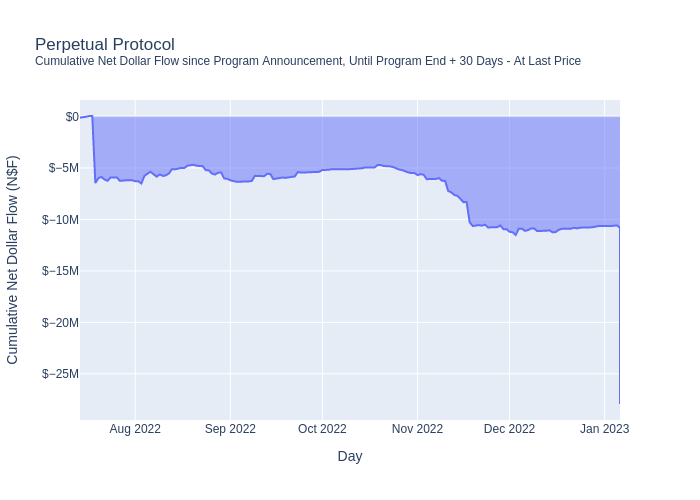 Perpetual Protocol
Cumulative Net Dollar Flow since Program Announcement, Until Program End + 30 Days - At Last Price
Cumulative Net Dollar Flow (N$F)
$0
$−5M
$−10M
$−15M
$−20M
$−25M
Aug 2022
Sep 2022
Oct 2022
Nov 2022
Dec 2022
Jan 2023
Day